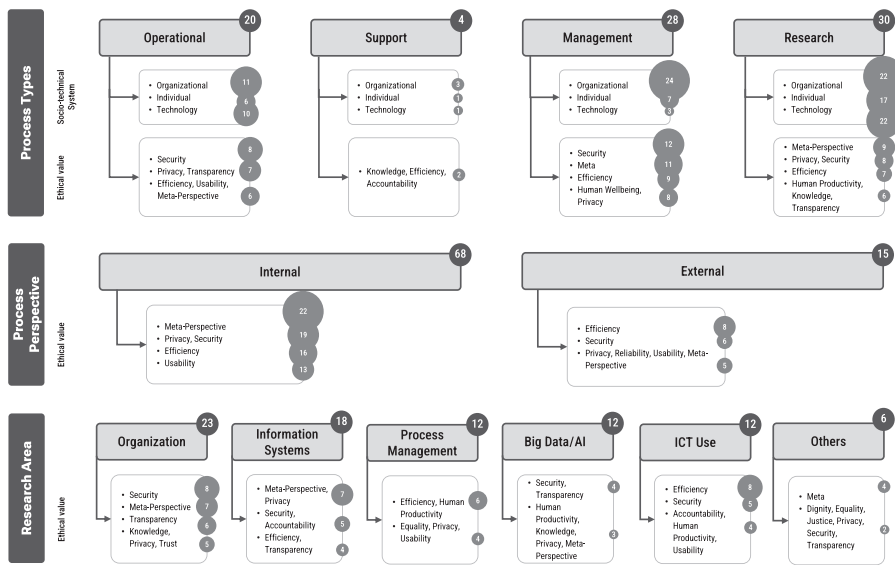 Process Types
Socio-technical
System
Ethical value
Operational
20
• Organizational
• Individual
• Technology
11
6
10
• Security
• Privacy, Transparency
• Efficiency, Usability,
Meta-Perspective
8
7
6
Support
4
• Organizational
• Individual
• Technology
3
1
1
• Knowledge, Efficiency,
Accountability
2
Management
28
• Organizational
• Individual
• Technology
24
7
3
• Security
• Meta
• Efficiency
• Human Wellbeing,
Privacy
12
11
9
8
Research
30
• Organizational
• Individual
• Technology
22
17
22
• Meta-Perspective
• Privacy, Security
• Efficiency
• Human Productivity,
Knowledge,
Transparency
9
8
7
6
Process
Perspective
Ethical value
Internal
68
• Meta-Perspective
• Privacy, Security
• Efficiency
• Usability
22
19
16
13
External
15
• Efficiency
• Security
• Privacy, Reliability, Usability, Meta-
Perspective
8
6
5
Research Area
Ethical value
Organization
23
• Security
• Meta-Perspective
• Transparency
• Knowledge,
Privacy, Trust
8
7
6
5
Information
Systems
18
• Meta-Perspective,
Privacy
• Security,
Accountability
• Efficiency,
Transparency
7
5
4
Process
Management
12
• Efficiency, Human
Productivity
• Equality, Privacy,
Usability
6
4
Big Data/AI
12
• Security,
Transparency
• Human
Productivity,
Knowledge,
Privacy, Meta-
Perspective
4
3
ICT Use
12
• Efficiency
• Security
• Accountability,
Human
Productivity,
Usability
8
5
4
Others
6
• Meta
• Dignity, Equality,
Justice, Privacy,
Security,
Transparency
4
2